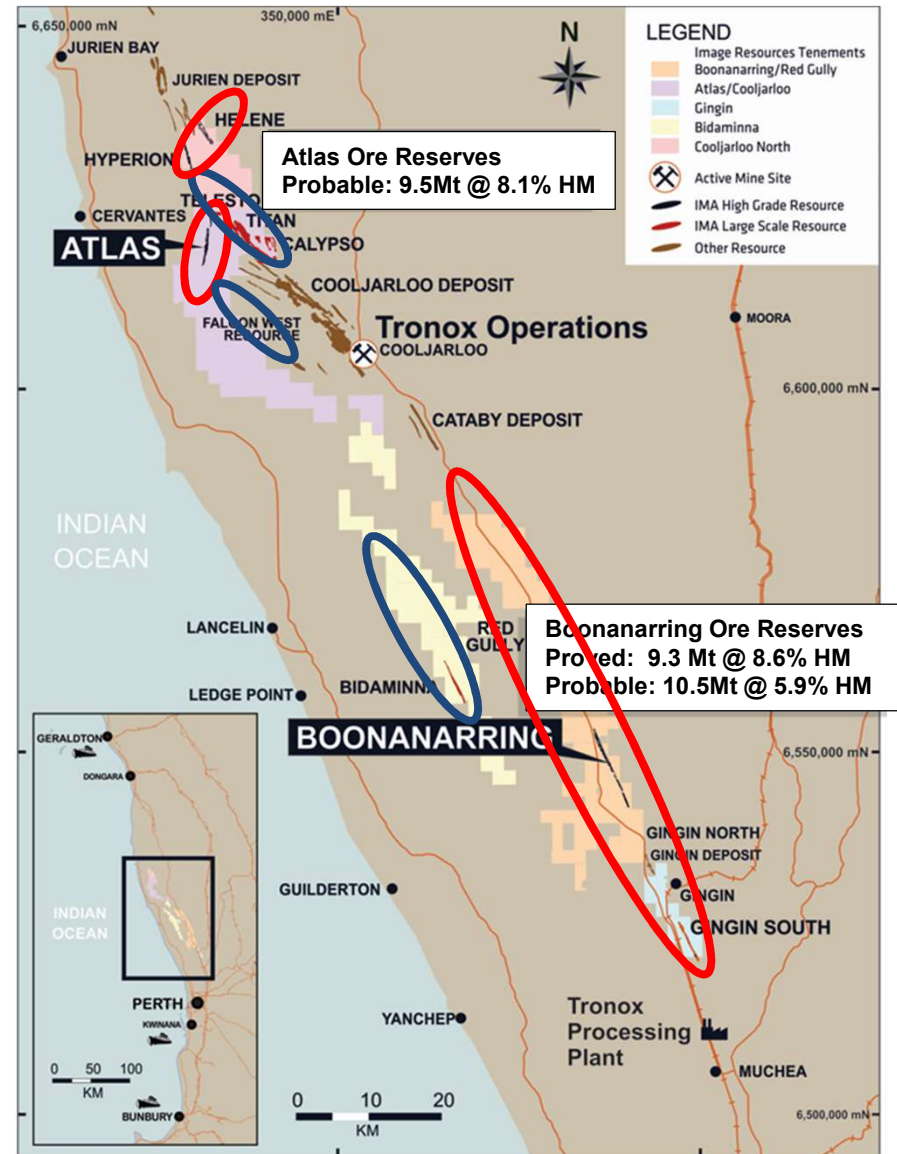 6,650,000 mN
350,000 mE
JURIEN BAY
N
LEGEND
Image Resources Tenements
Boonanarring/Red Gully
Atlas/Cooljarloo
Gingin
Bidaminna
Cooljarloo North
Active Mine Site
IMA High Grade Resource
IMA Large Scale Resource
Other Resource
JURIEN DEPOSIT
HELENE
HYPERION
Atlas Ore Reserves
Probable: 9.5Mt @ 8.1% HM
TELESTO
CERVANTES
TITAN
ATLAS
CALYPSO
COOLJARLOO DEPOSIT
FALCON WEST
RESOURCE
Tronox Operations
COOLJARLOO
MOORA
6,600,000 mN
CATABY DEPOSIT
INDIAN
OCEAN
LANCELIN
RED
GULLY
Boonanarring Ore Reserves
Proved: 9.3 Mt @ 8.6% HM
Probable: 10.5Mt @ 5.9% HM
LEDGE POINT
BIDAMINNA
BOONANARRING
6,550,000 mN
GERALDTON
DONGARA
GINGIN NORTH
GINGIN DEPOSIT
GUILDERTON
GINGIN
GINGIN SOUTH
INDIAN
OCEAN
PERTH
KWINANA
YANCHEP
Tronox
Processing
Plant
MUCHEA
0 50 100
KM
BUNBURY
0 10 20
KM
6,500,000 mN